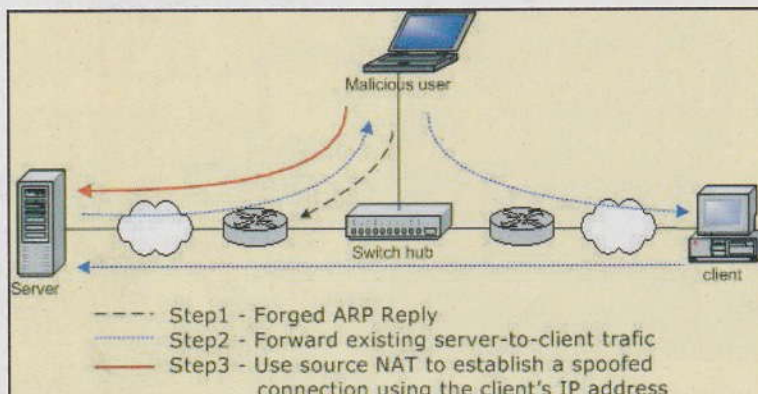 Malicious user
Switch hub
Server
client
Step1 - Forged ARP Reply
Step2 - Forward existing server-to-client trafic
Step3 - Use source NAT to establish a spoofed
connection using the client's IP address